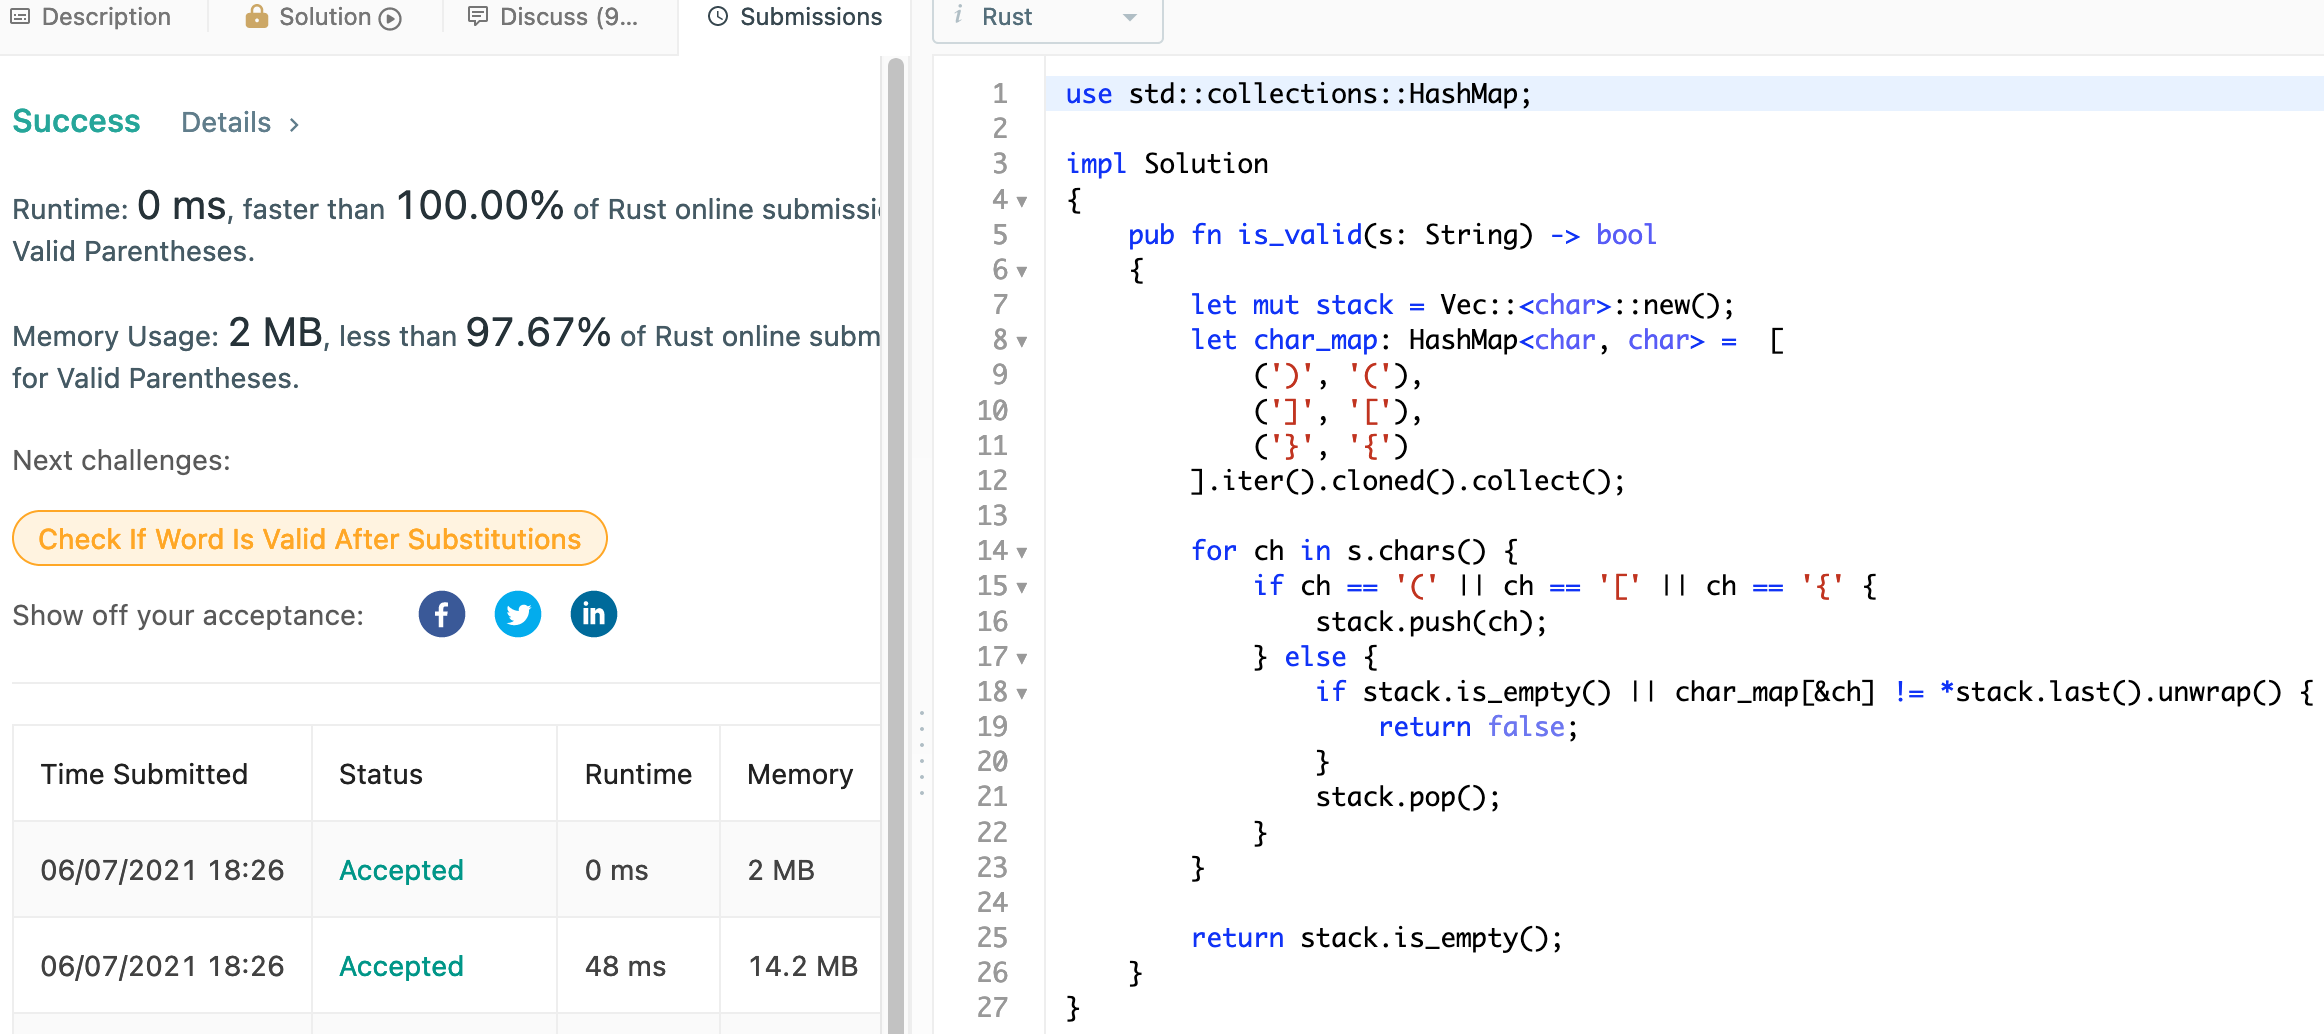 Description
Solution
Discuss (9...
Submissions
i Rust
Success Details >
Runtime: 0 ms, faster than 100.00% of Rust online submissi
Valid Parentheses.
Memory Usage: 2 MB, less than 97.67% of Rust online subm
for Valid Parentheses.
Next challenges:
Check If Word Is Valid After Substitutions
Show off your acceptance:
f
in
Time Submitted Status Runtime Memory
06/07/2021 18:26 Accepted 0 ms 2 MB
06/07/2021 18:26 Accepted 48 ms 14.2 MB
1 use std::collections::HashMap;
2
3 impl Solution
4 {
5     pub fn is_valid(s: String) -> bool
6     {
7         let mut stack = Vec::<char>::new();
8         let char_map: HashMap<char, char> =  [
9             (')', '('),
10             (']', '['),
11             ('}', '{')
12         ].iter().cloned().collect();
13
14         for ch in s.chars() {
15             if ch == '(' || ch == '[' || ch == '{' {
16                 stack.push(ch);
17             } else {
18                 if stack.is_empty() || char_map[&ch] != *stack.last().unwrap() {
19                     return false;
20                 }
21                 stack.pop();
22             }
23         }
24
25         return stack.is_empty();
26     }
27 }